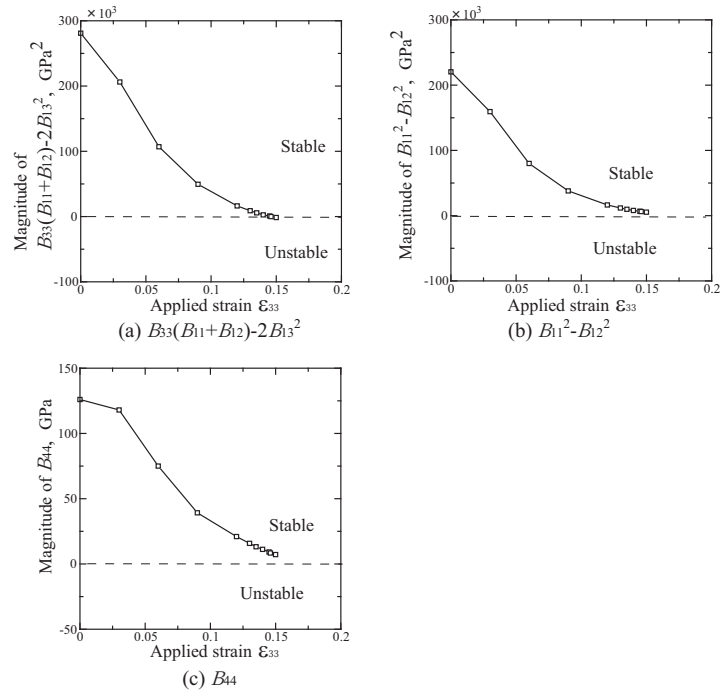 300
×10³
200
100
0
-100
0
0.05
0.1
0.15
0.2
Magnitude of
B33(B11+B12)-2B13², GPa²
Stable
Unstable
Applied strain ε33
(a) B33(B11+B12)-2B13²
300
×10³
200
100
0
-100
0
0.05
0.1
0.15
0.2
Magnitude of B11²-B12², GPa²
Stable
Unstable
Applied strain ε33
(b) B11²-B12²
150
100
50
0
-50
0
0.05
0.1
0.15
0.2
Magnitude of B44, GPa
Stable
Unstable
Applied strain ε33
(c) B44